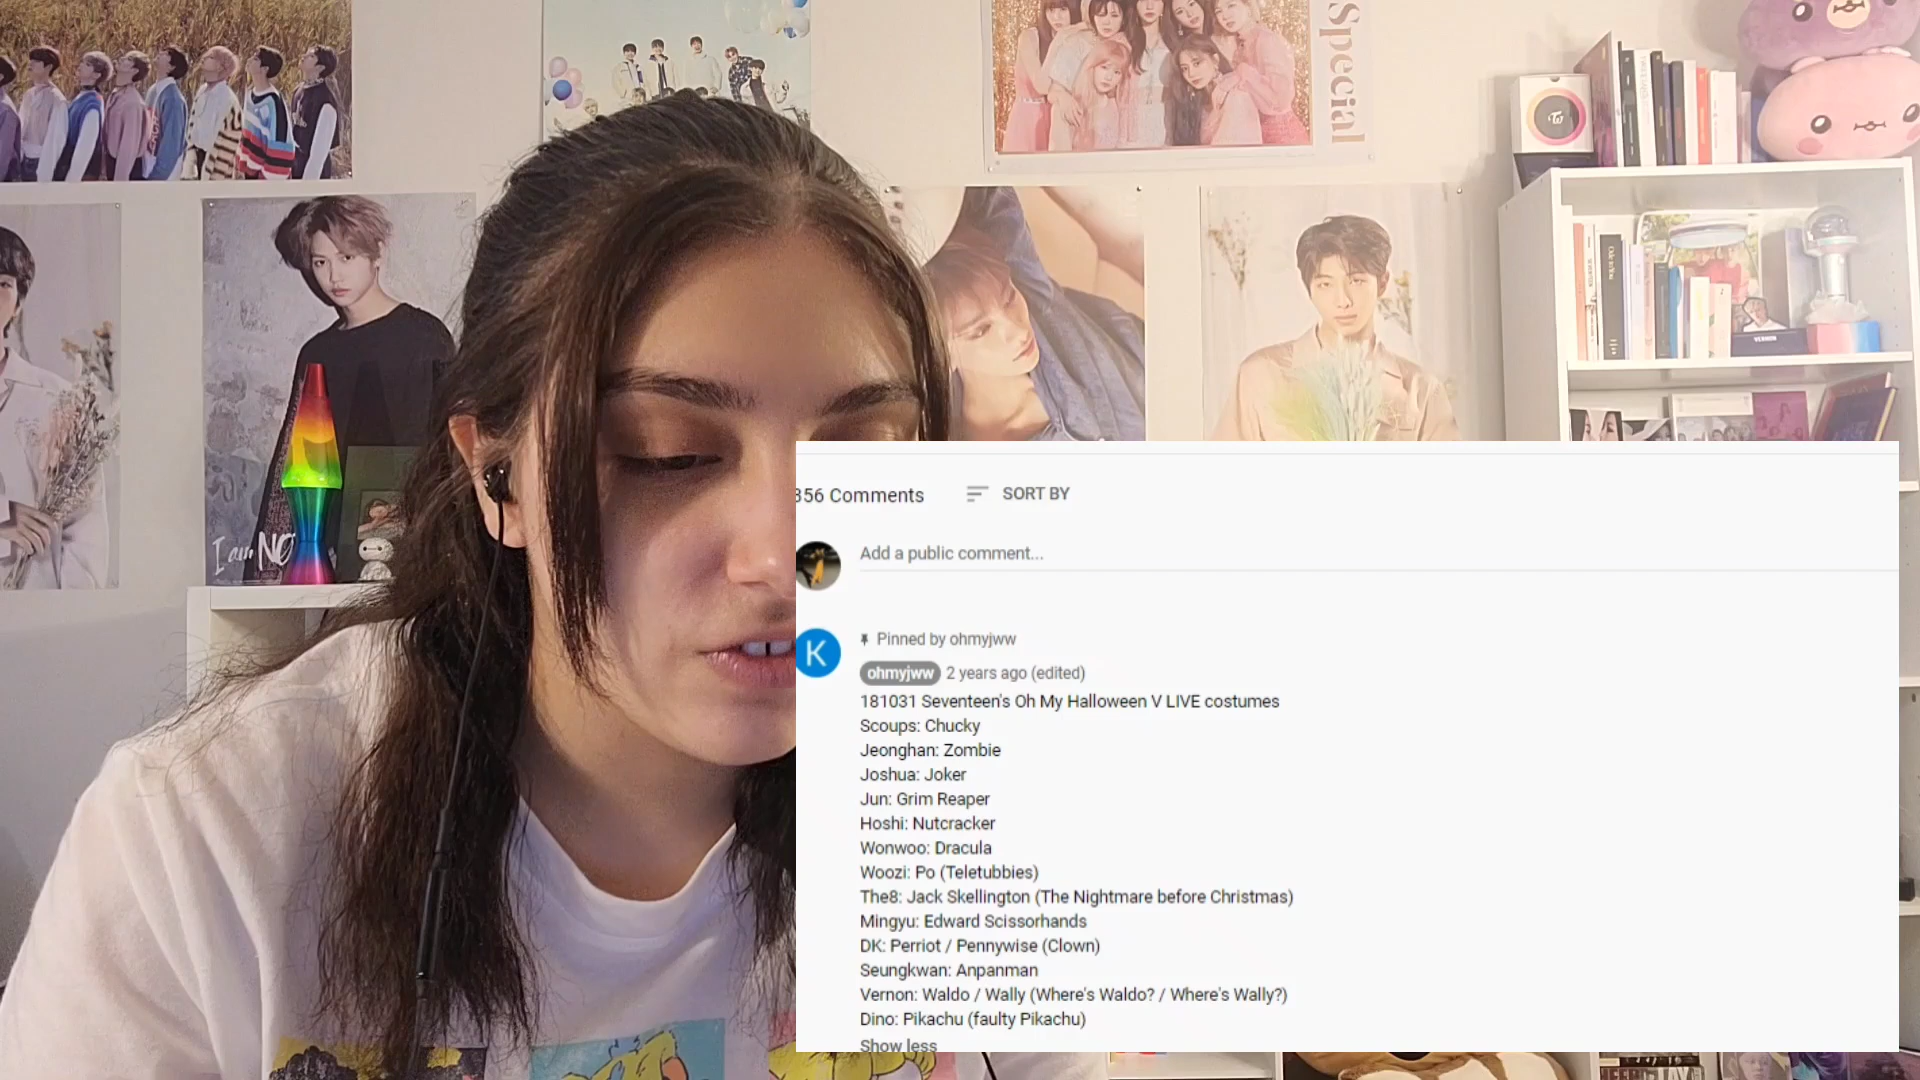 Special
I am NO
VERNON
356 Comments
SORT BY
Add a public comment...
K
Pinned by ohmyjww
ohmyjww 2 years ago (edited)
181031 Seventeen's Oh My Halloween V LIVE costumes
Scoups: Chucky
Jeonghan: Zombie
Joshua: Joker
Jun: Grim Reaper
Hoshi: Nutcracker
Wonwoo: Dracula
Woozi: Po (Teletubbies)
The8: Jack Skellington (The Nightmare before Christmas)
Mingyu: Edward Scissorhands
DK: Perriot / Pennywise (Clown)
Seungkwan: Anpanman
Vernon: Waldo / Wally (Where's Waldo? / Where's Wally?)
Dino: Pikachu (faulty Pikachu)
Show less